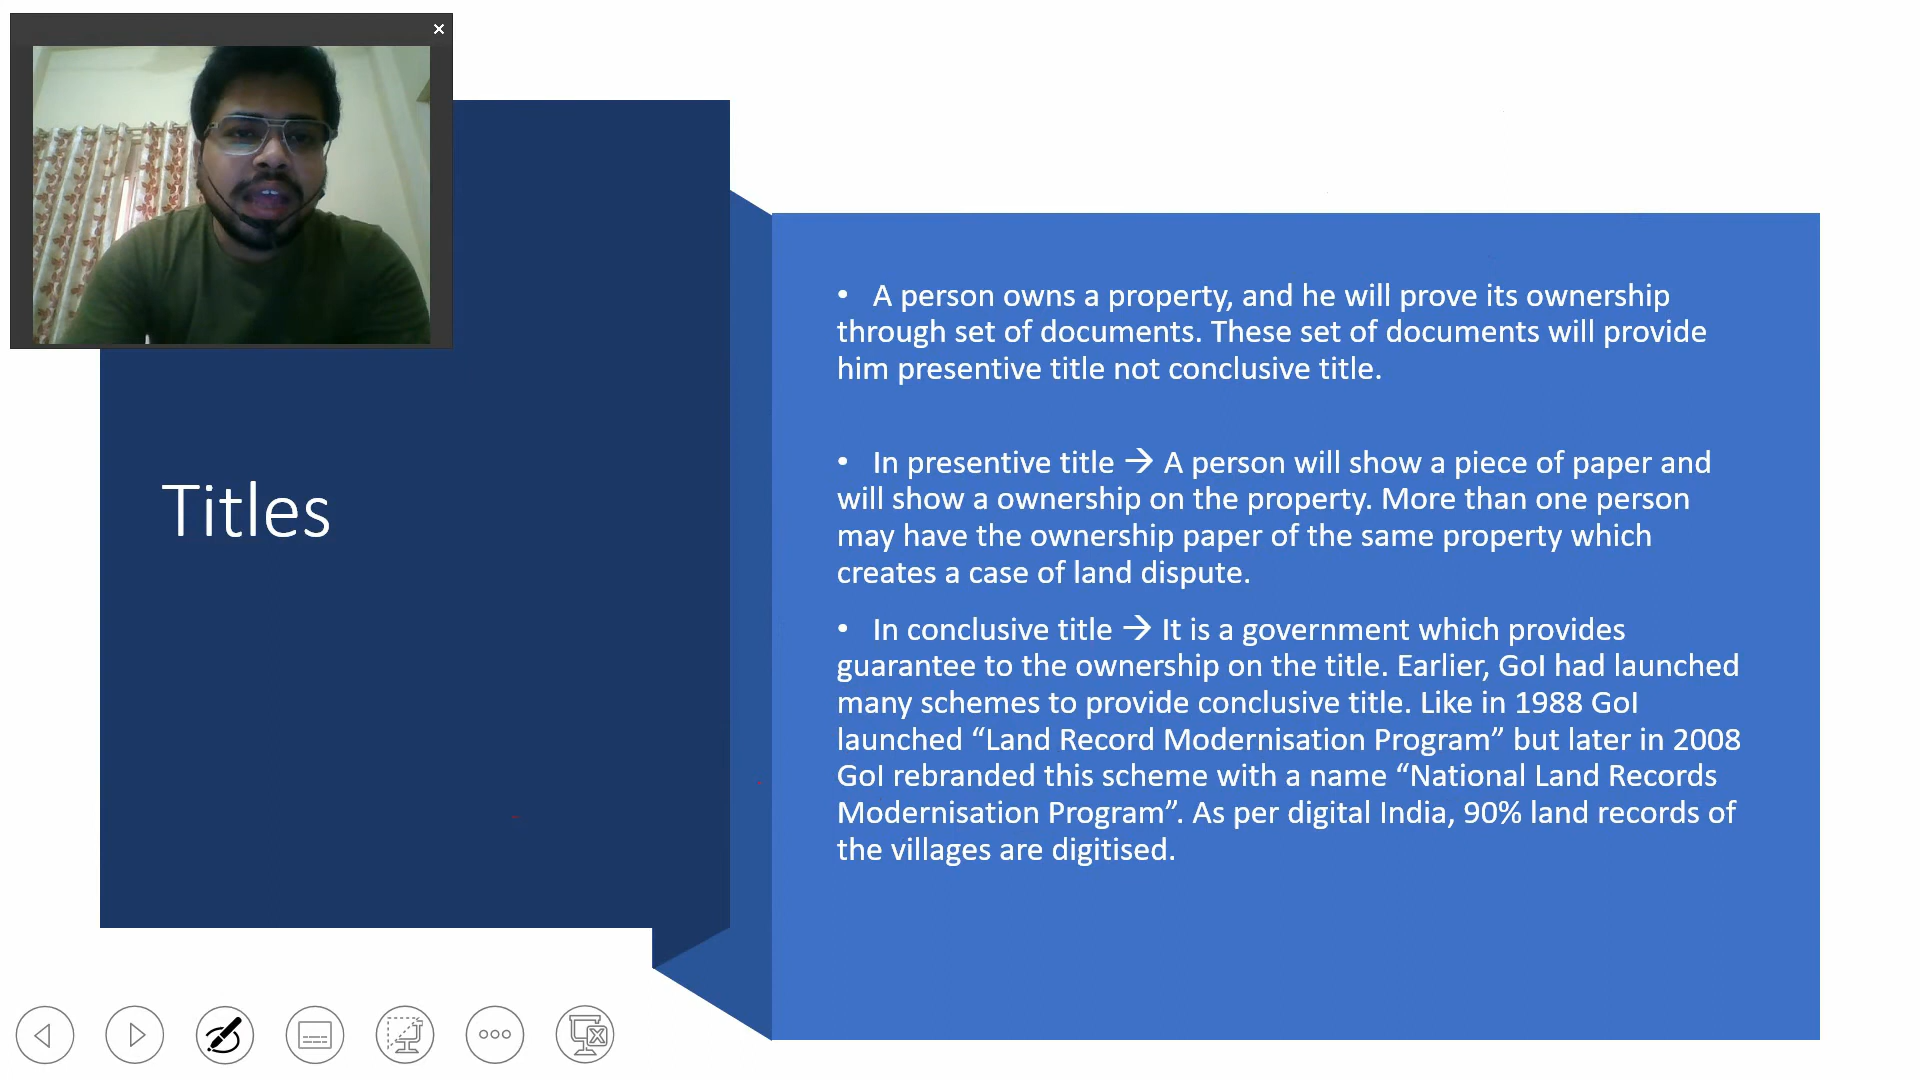 Titles
• A person owns a property, and he will prove its ownership
through set of documents. These set of documents will provide
him presentive title not conclusive title.
• In presentive title → A person will show a piece of paper and
will show a ownership on the property. More than one person
may have the ownership paper of the same property which
creates a case of land dispute.
• In conclusive title → It is a government which provides
guarantee to the ownership on the title. Earlier, GoI had launched
many schemes to provide conclusive title. Like in 1988 GoI
launched “Land Record Modernisation Program” but later in 2008
GoI rebranded this scheme with a name “National Land Records
Modernisation Program”. As per digital India, 90% land records of
the villages are digitised.